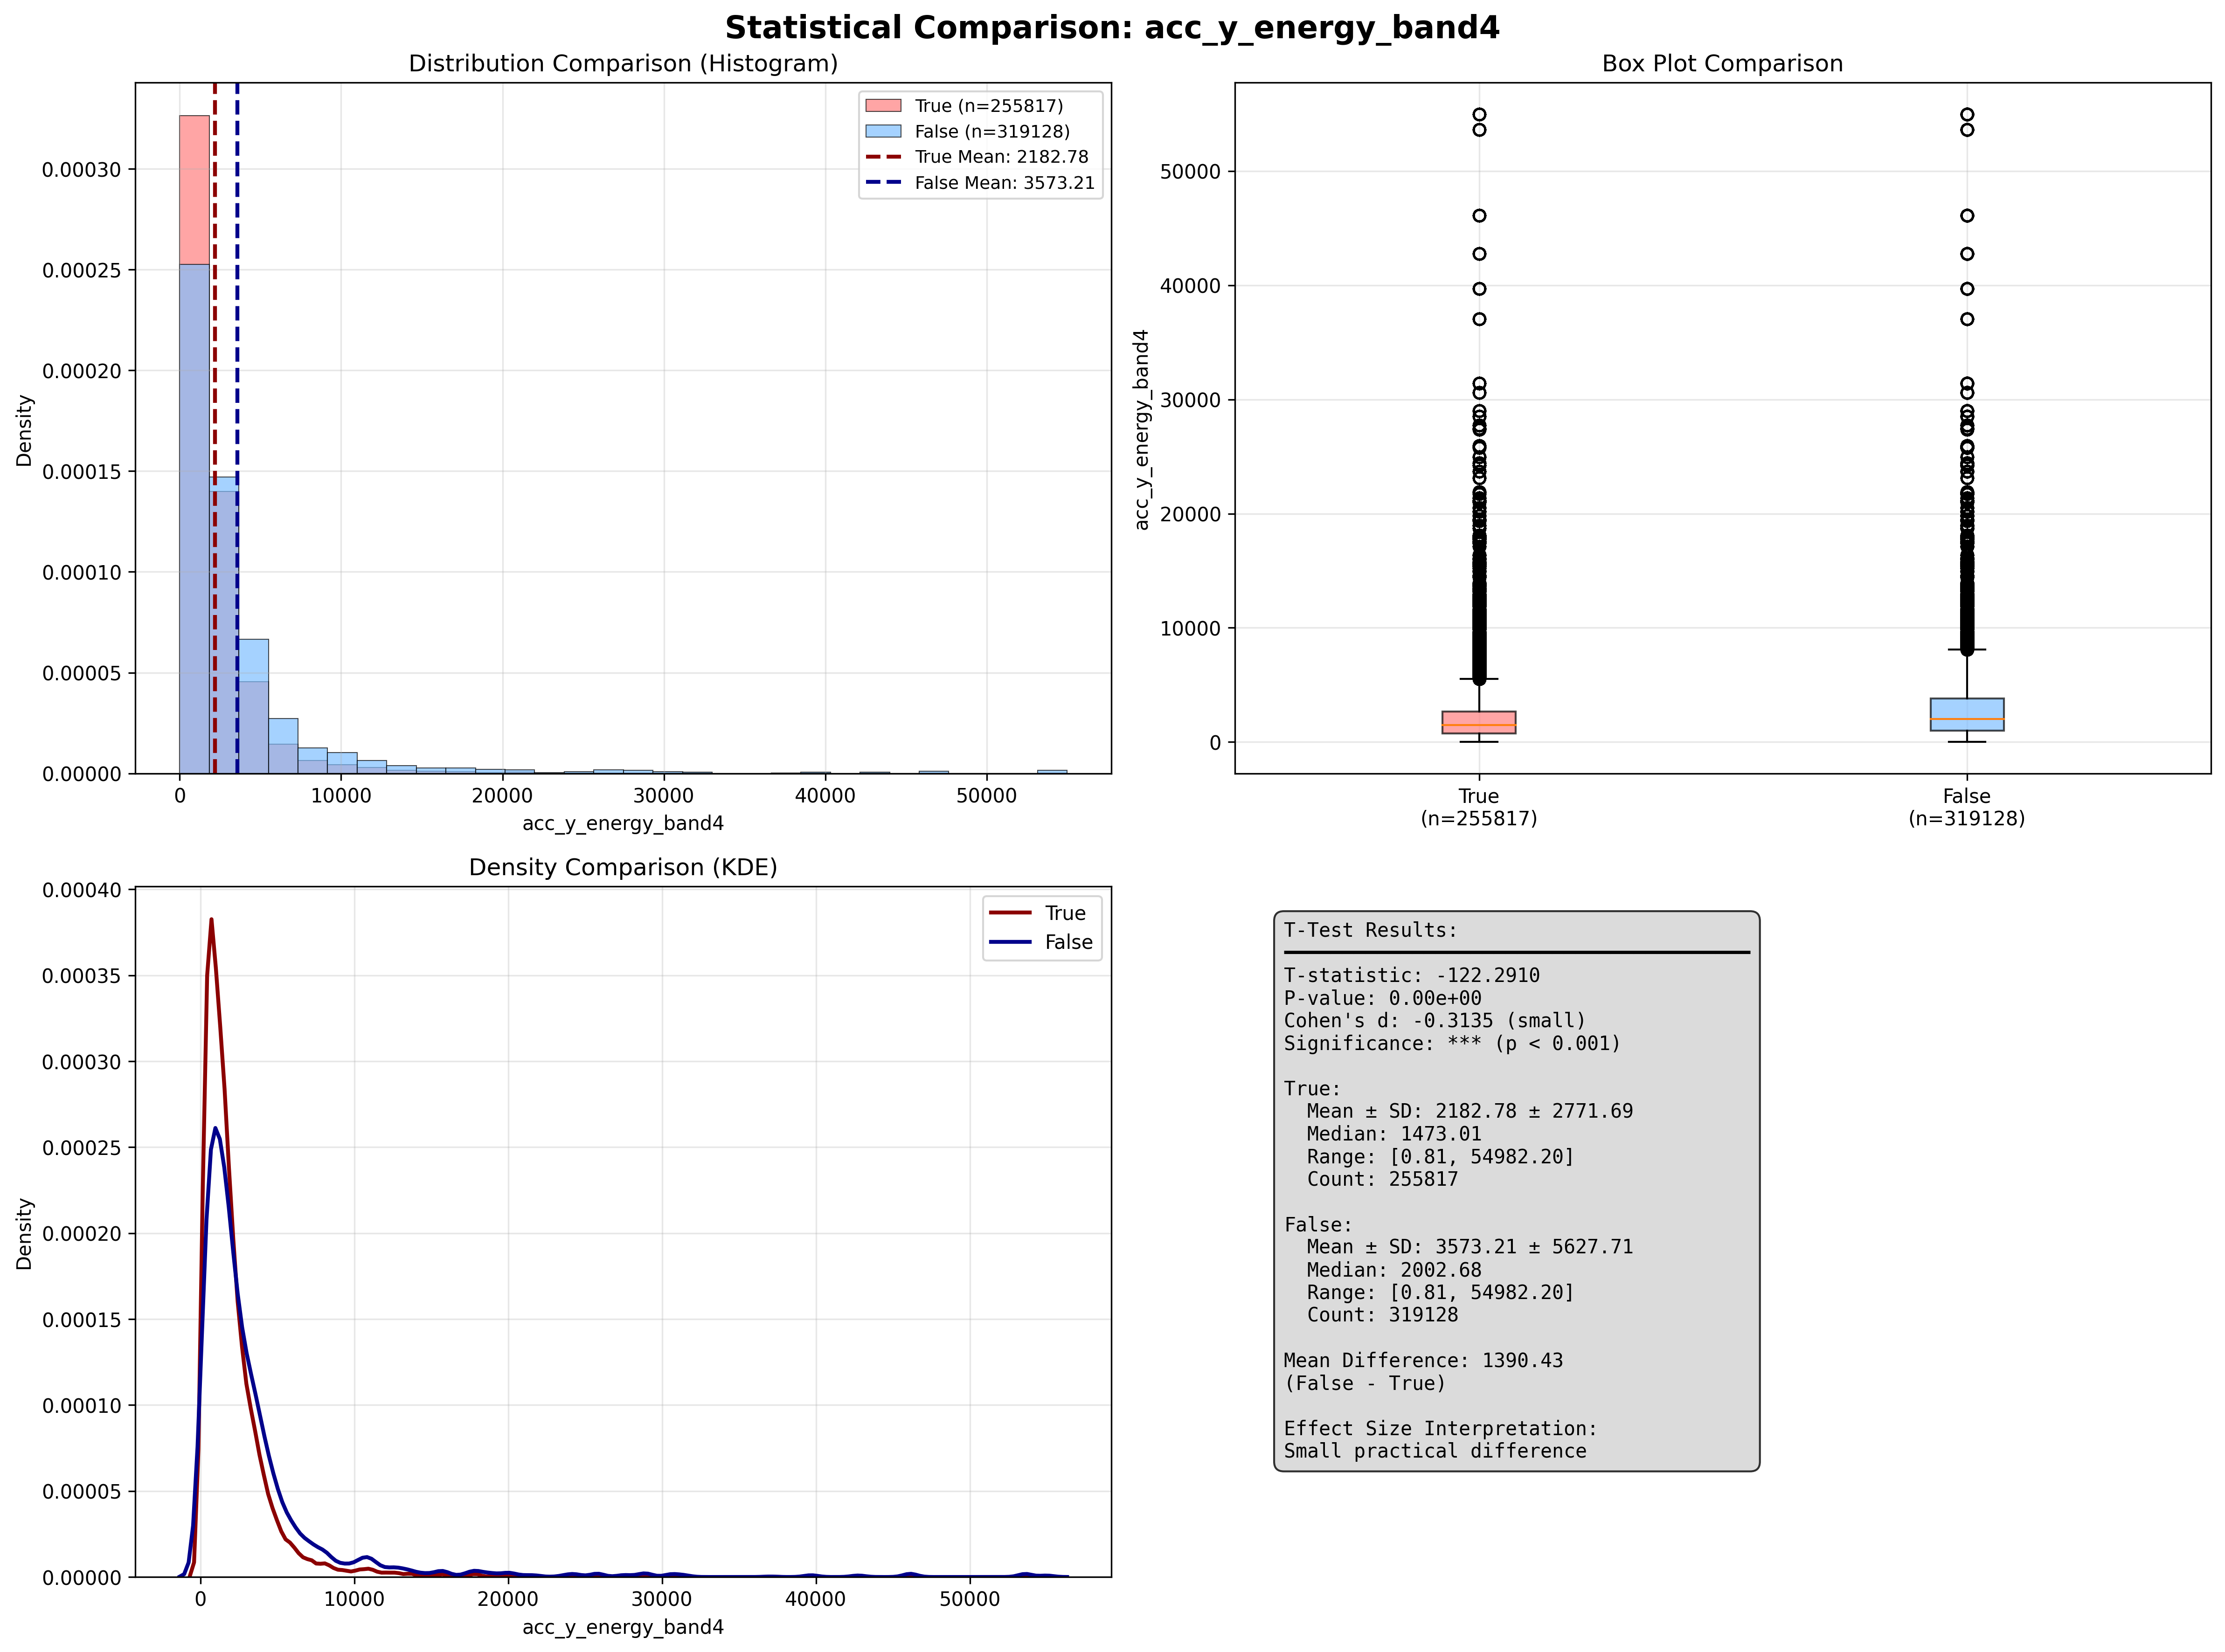 Statistical Comparison: acc_y_energy_band4
Distribution Comparison (Histogram)
True (n=255817)
False (n=319128)
True Mean: 2182.78
False Mean: 3573.21
0.00030
0.00025
0.00020
0.00015
0.00010
0.00005
0.00000
Density
0 10000 20000 30000 40000 50000
acc_y_energy_band4
Box Plot Comparison
50000
40000
30000
20000
10000
0
acc_y_energy_band4
True
(n=255817)
False
(n=319128)
Density Comparison (KDE)
True
False
0.00040
0.00035
0.00030
0.00025
0.00020
0.00015
0.00010
0.00005
0.00000
Density
0 10000 20000 30000 40000 50000
acc_y_energy_band4
T-Test Results:
T-statistic: -122.2910
P-value: 0.00e+00
Cohen's d: -0.3135 (small)
Significance: *** (p < 0.001)
True:
Mean ± SD: 2182.78 ± 2771.69
Median: 1473.01
Range: [0.81, 54982.20]
Count: 255817
False:
Mean ± SD: 3573.21 ± 5627.71
Median: 2002.68
Range: [0.81, 54982.20]
Count: 319128
Mean Difference: 1390.43
(False - True)
Effect Size Interpretation:
Small practical difference